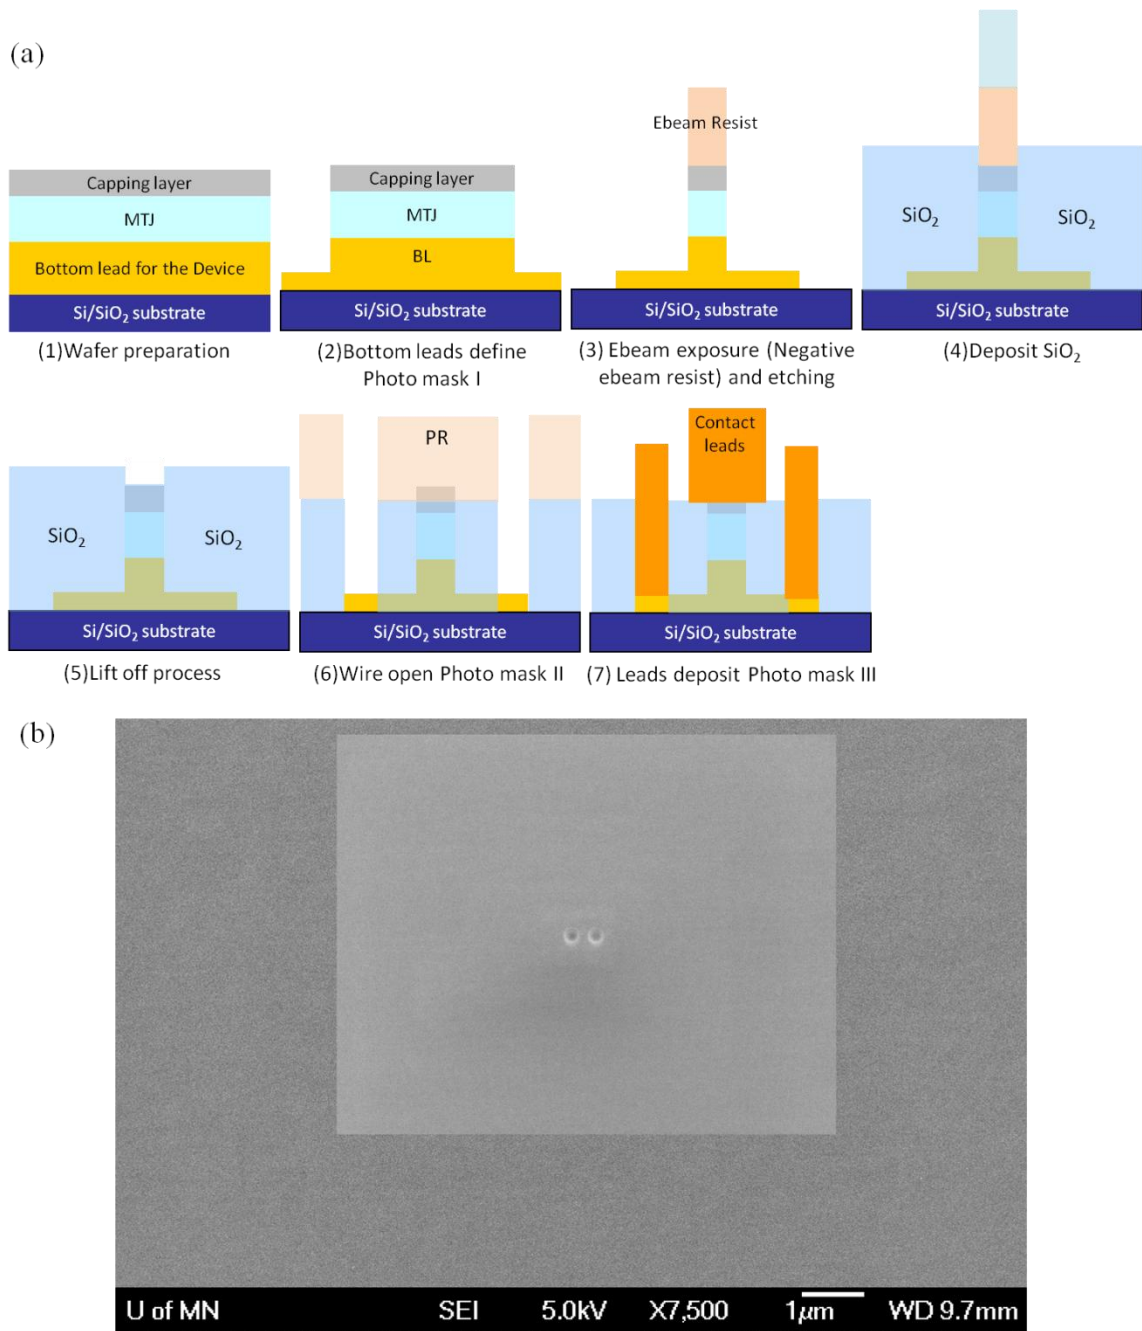 (a)
Capping layer
MTJ
Bottom lead for the Device
Si/SiO₂ substrate
(1)Wafer preparation
Capping layer
MTJ
BL
Si/SiO₂ substrate
(2)Bottom leads define
Photo mask I
Ebeam Resist
Si/SiO₂ substrate
(3) Ebeam exposure (Negative
ebeam resist) and etching
SiO₂
SiO₂
Si/SiO₂ substrate
(4)Deposit SiO₂
SiO₂
SiO₂
Si/SiO₂ substrate
(5)Lift off process
PR
Si/SiO₂ substrate
(6)Wire open Photo mask II
Contact
leads
Si/SiO₂ substrate
(7) Leads deposit Photo mask III
(b)
U of MN SEI 5.0kV X7,500 1μm WD 9.7mm